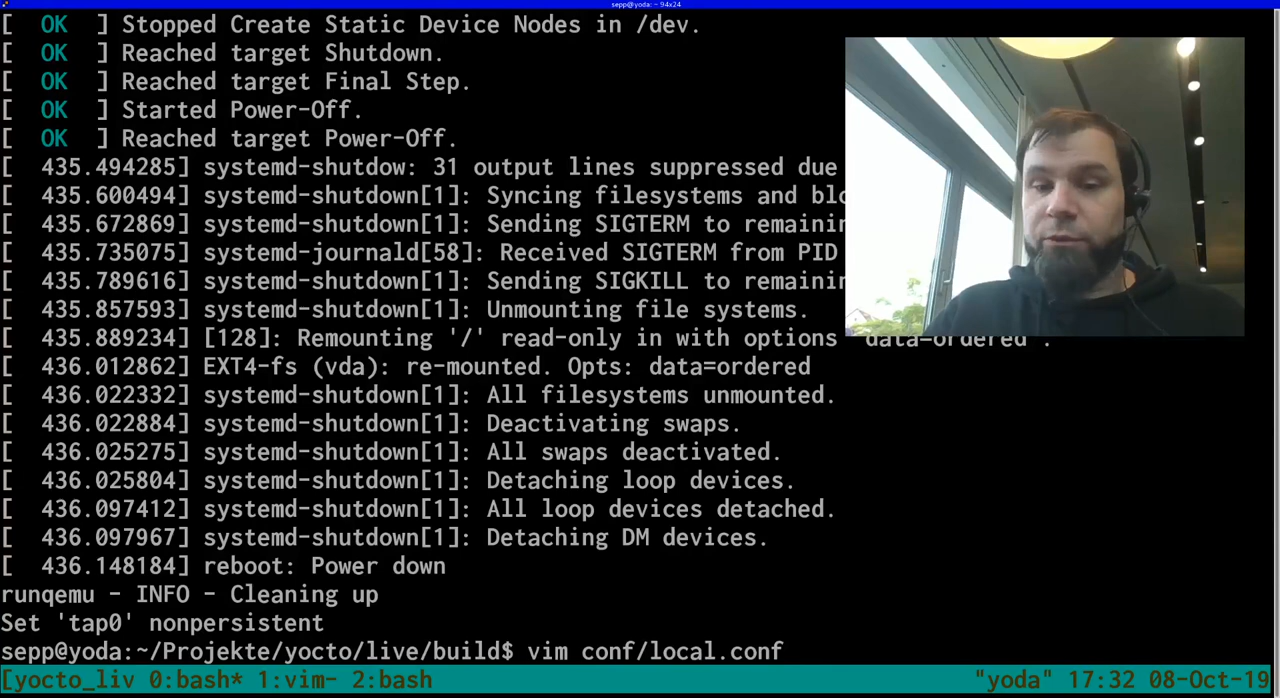 sepp@yoda: ~ 94x24
[  OK  ] Stopped Create Static Device Nodes in /dev.
[  OK  ] Reached target Shutdown.
[  OK  ] Reached target Final Step.
[  OK  ] Started Power-Off.
[  OK  ] Reached target Power-Off.
[  435.494285] systemd-shutdow: 31 output lines suppressed due
[  435.600494] systemd-shutdown[1]: Syncing filesystems and blo
[  435.672869] systemd-shutdown[1]: Sending SIGTERM to remainin
[  435.735075] systemd-journald[58]: Received SIGTERM from PID
[  435.789616] systemd-shutdown[1]: Sending SIGKILL to remainin
[  435.857593] systemd-shutdown[1]: Unmounting file systems.
[  435.889234] [128]: Remounting '/' read-only in with options 'data=ordered'.
[  436.012862] EXT4-fs (vda): re-mounted. Opts: data=ordered
[  436.022332] systemd-shutdown[1]: All filesystems unmounted.
[  436.022884] systemd-shutdown[1]: Deactivating swaps.
[  436.025275] systemd-shutdown[1]: All swaps deactivated.
[  436.025804] systemd-shutdown[1]: Detaching loop devices.
[  436.097412] systemd-shutdown[1]: All loop devices detached.
[  436.097967] systemd-shutdown[1]: Detaching DM devices.
[  436.148184] reboot: Power down
runqemu - INFO - Cleaning up
Set 'tap0' nonpersistent
sepp@yoda:~/Projekte/yocto/live/build$ vim conf/local.conf
[yocto_liv 0:bash* 1:vim- 2:bash "yoda" 17:32 08-Oct-19